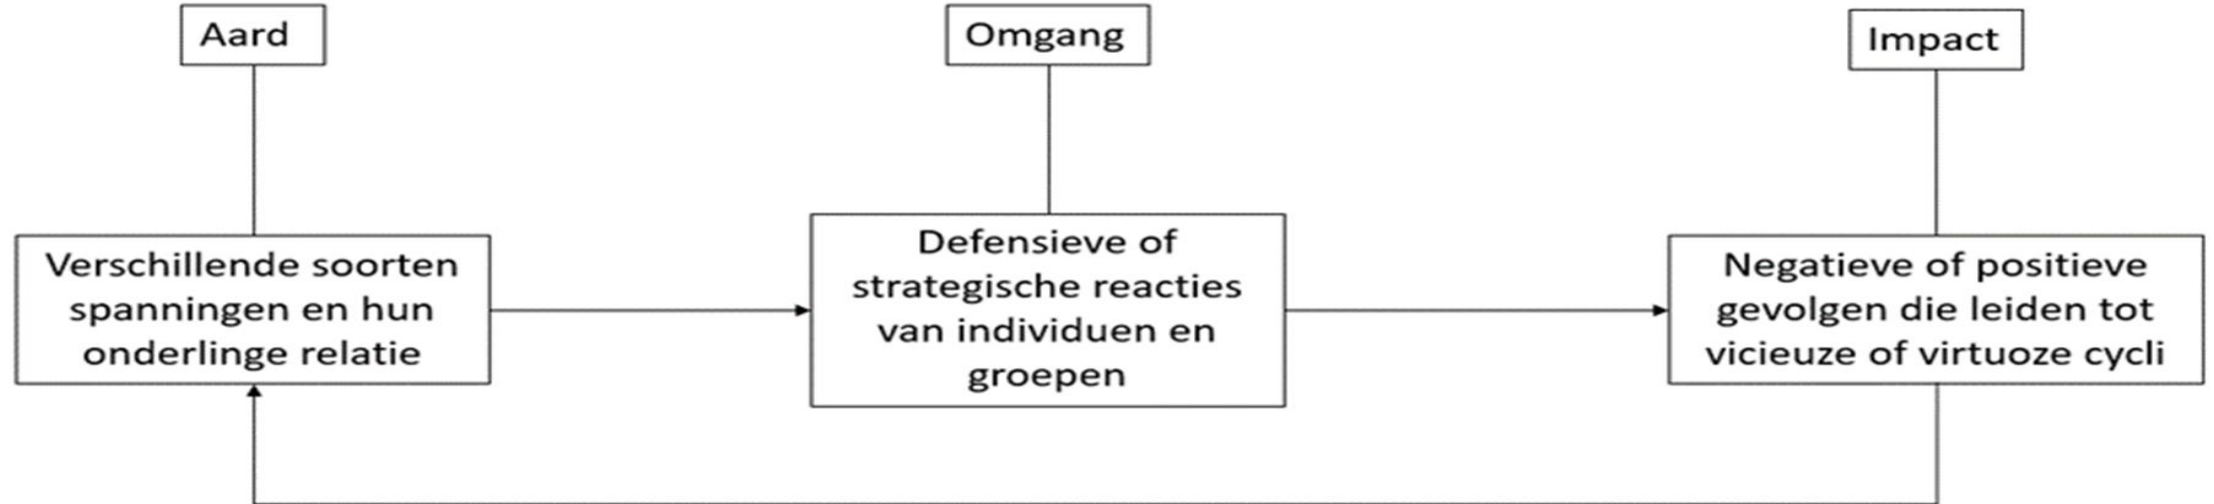 Aard
Omgang
Impact
Verschillende soorten
spanningen en hun
onderlinge relatie
Defensieve of
strategische reacties
van individuen en
groepen
Negatieve of positieve
gevolgen die leiden tot
vicieuze of virtuoze cycli